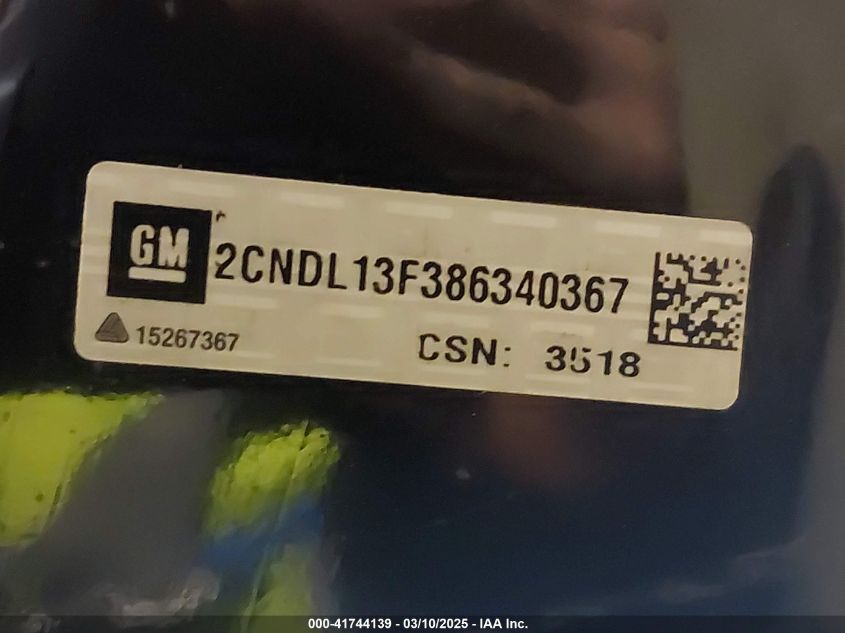 GM
2CNDL13F386340367
15267367
CSN: 3518
000-41744139 - 03/10/2025 - IAA Inc.